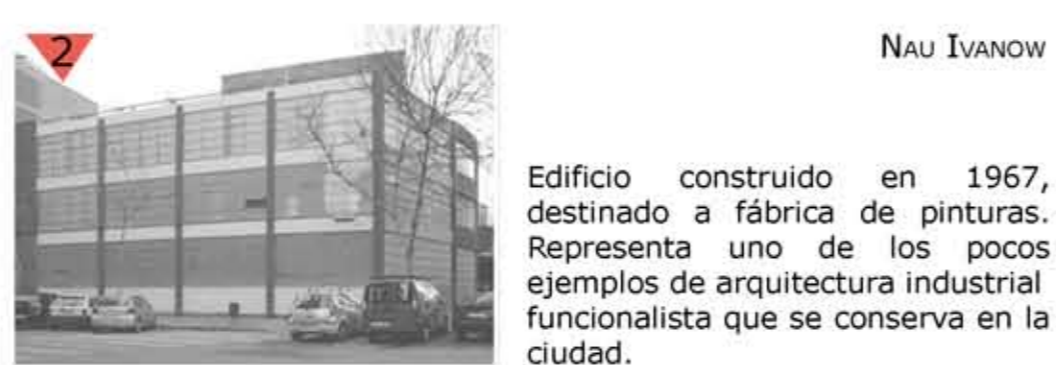 2
NAU IVANOW
Edificio construido en 1967,
destinado a fábrica de pinturas.
Representa uno de los pocos
ejemplos de arquitectura industrial
funcionalista que se conserva en la
ciudad.